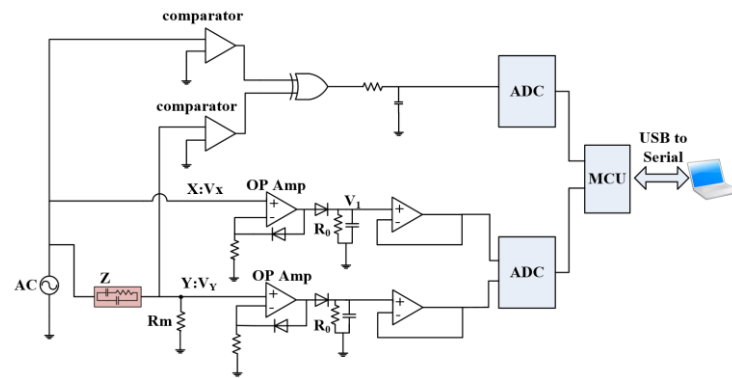 comparator
comparator
ADC
USB to
Serial
MCU
OP Amp
X:Vx
V1
R0
ADC
OP Amp
Z
AC
Y:VY
Rm
R0